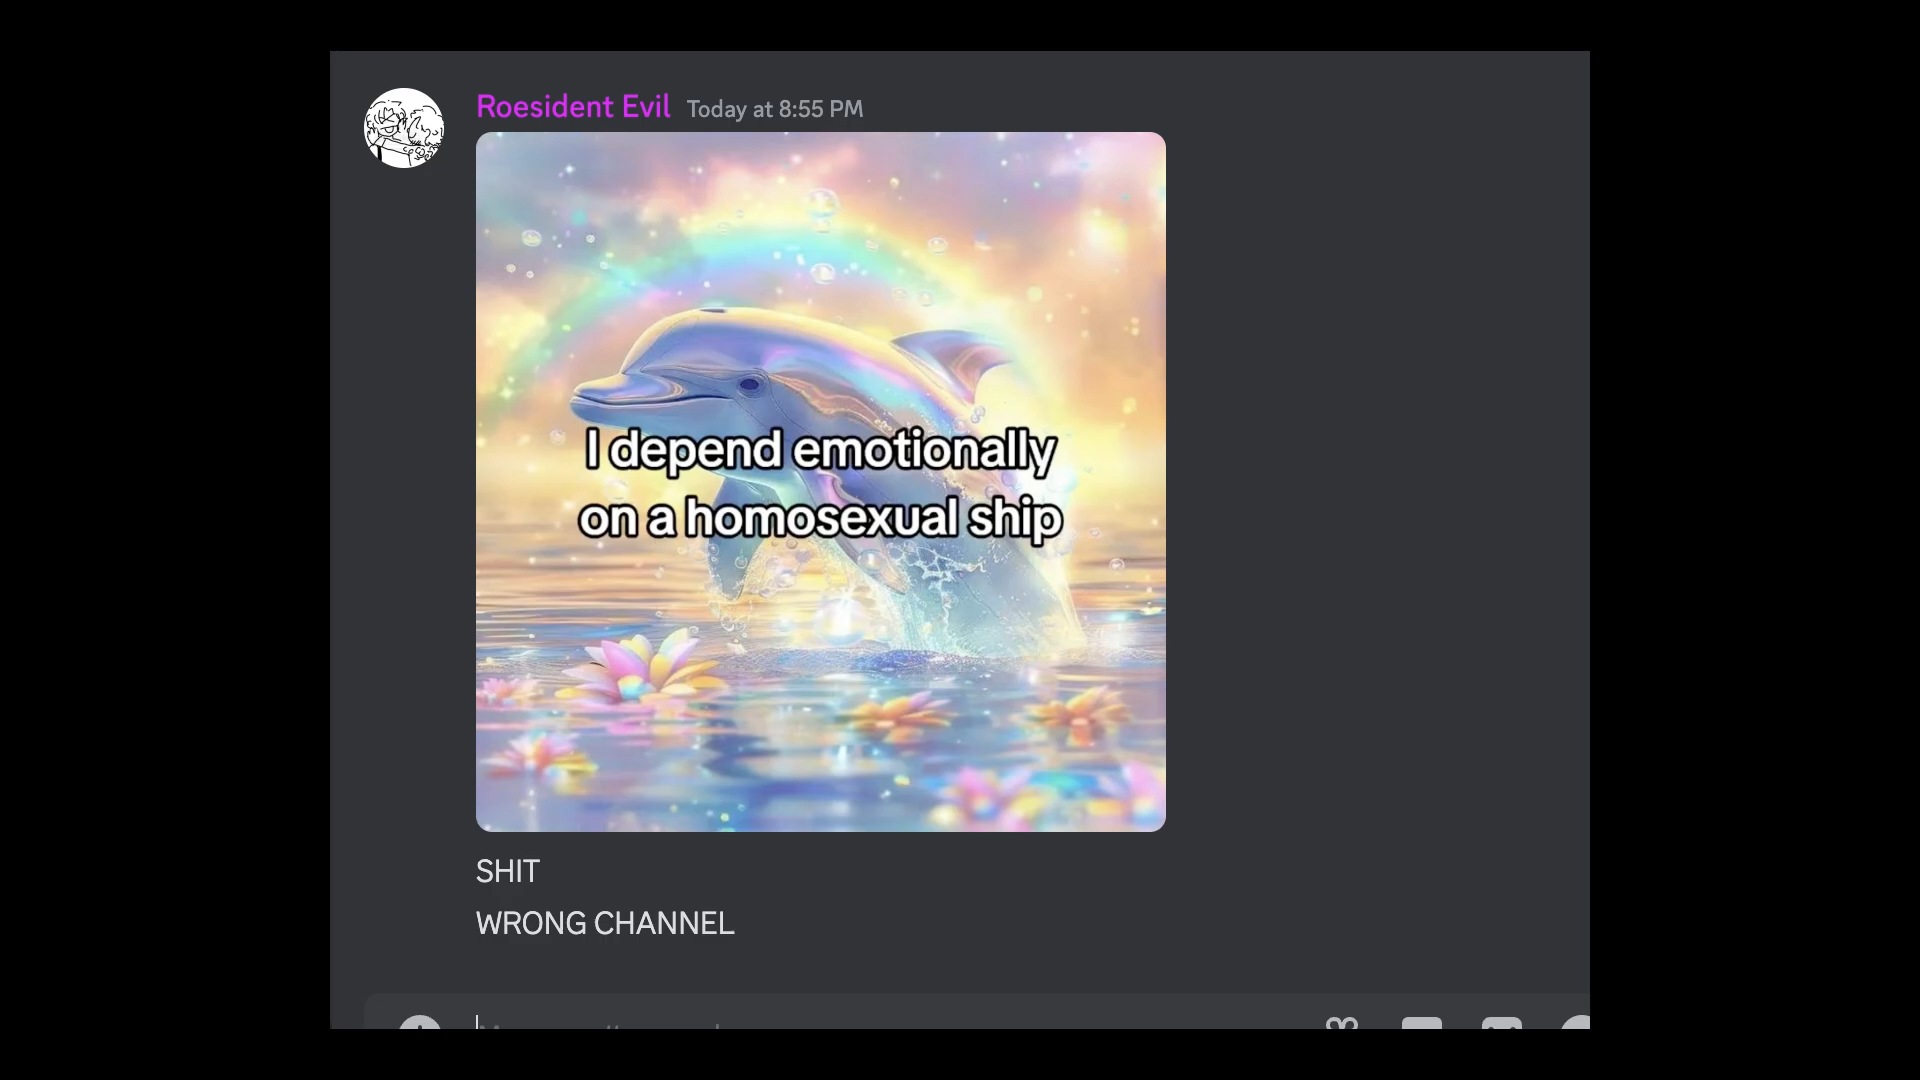 Roesident Evil Today at 8:55 PM
I depend emotionally
on a homosexual ship
SHIT
WRONG CHANNEL